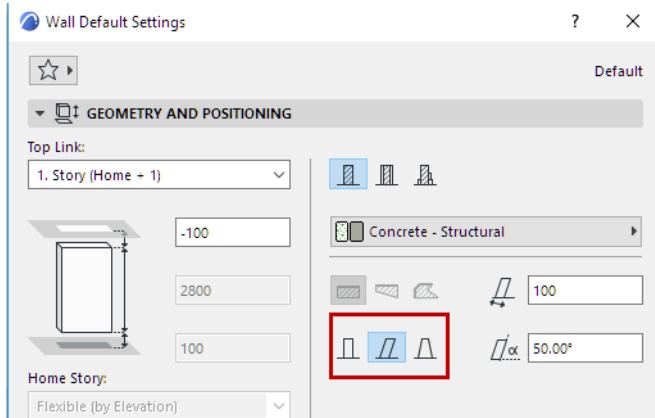 Wall Default Settings ? ×
Default
GEOMETRY AND POSITIONING
Top Link:
1. Story (Home + 1)
-100
2800
100
Home Story:
Flexible (by Elevation)
Concrete - Structural
100
α 50.00°